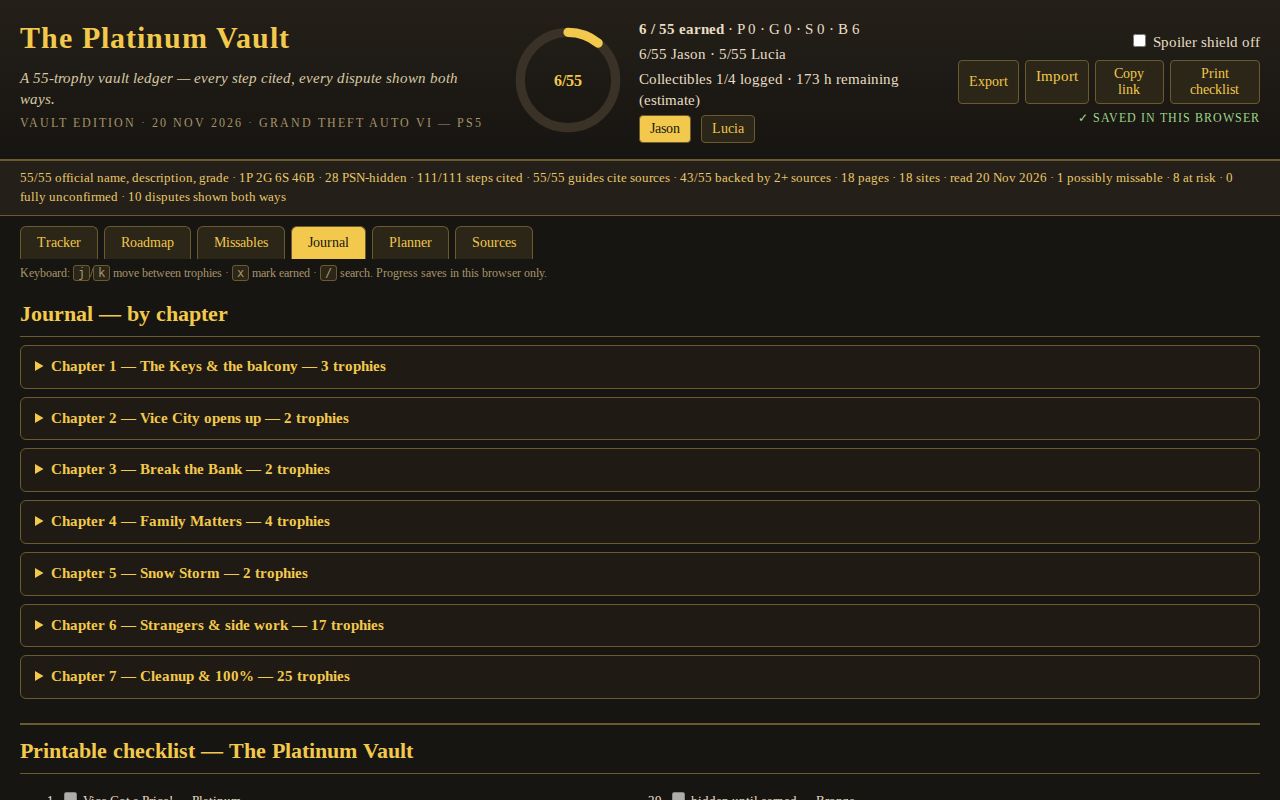 The Platinum Vault
A 55-trophy vault ledger — every step cited, every dispute shown both
ways.
VAULT EDITION · 20 NOV 2026 · GRAND THEFT AUTO VI — PS5
6/55
6 / 55 earned · P 0 · G 0 · S 0 · B 6
6/55 Jason · 5/55 Lucia
Collectibles 1/4 logged · 173 h remaining
(estimate)
Jason
Lucia
Spoiler shield off
Export
Import
Copy
link
Print
checklist
✓ SAVED IN THIS BROWSER
55/55 official name, description, grade · 1P 2G 6S 46B · 28 PSN-hidden · 111/111 steps cited · 55/55 guides cite sources · 43/55 backed by 2+ sources · 18 pages · 18 sites · read 20 Nov 2026 · 1 possibly missable · 8 at risk · 0
fully unconfirmed · 10 disputes shown both ways
Tracker
Roadmap
Missables
Journal
Planner
Sources
Keyboard: j/k move between trophies · x mark earned · / search. Progress saves in this browser only.
Journal — by chapter
Chapter 1 — The Keys & the balcony — 3 trophies
Chapter 2 — Vice City opens up — 2 trophies
Chapter 3 — Break the Bank — 2 trophies
Chapter 4 — Family Matters — 4 trophies
Chapter 5 — Snow Storm — 2 trophies
Chapter 6 — Strangers & side work — 17 trophies
Chapter 7 — Cleanup & 100% — 25 trophies
Printable checklist — The Platinum Vault